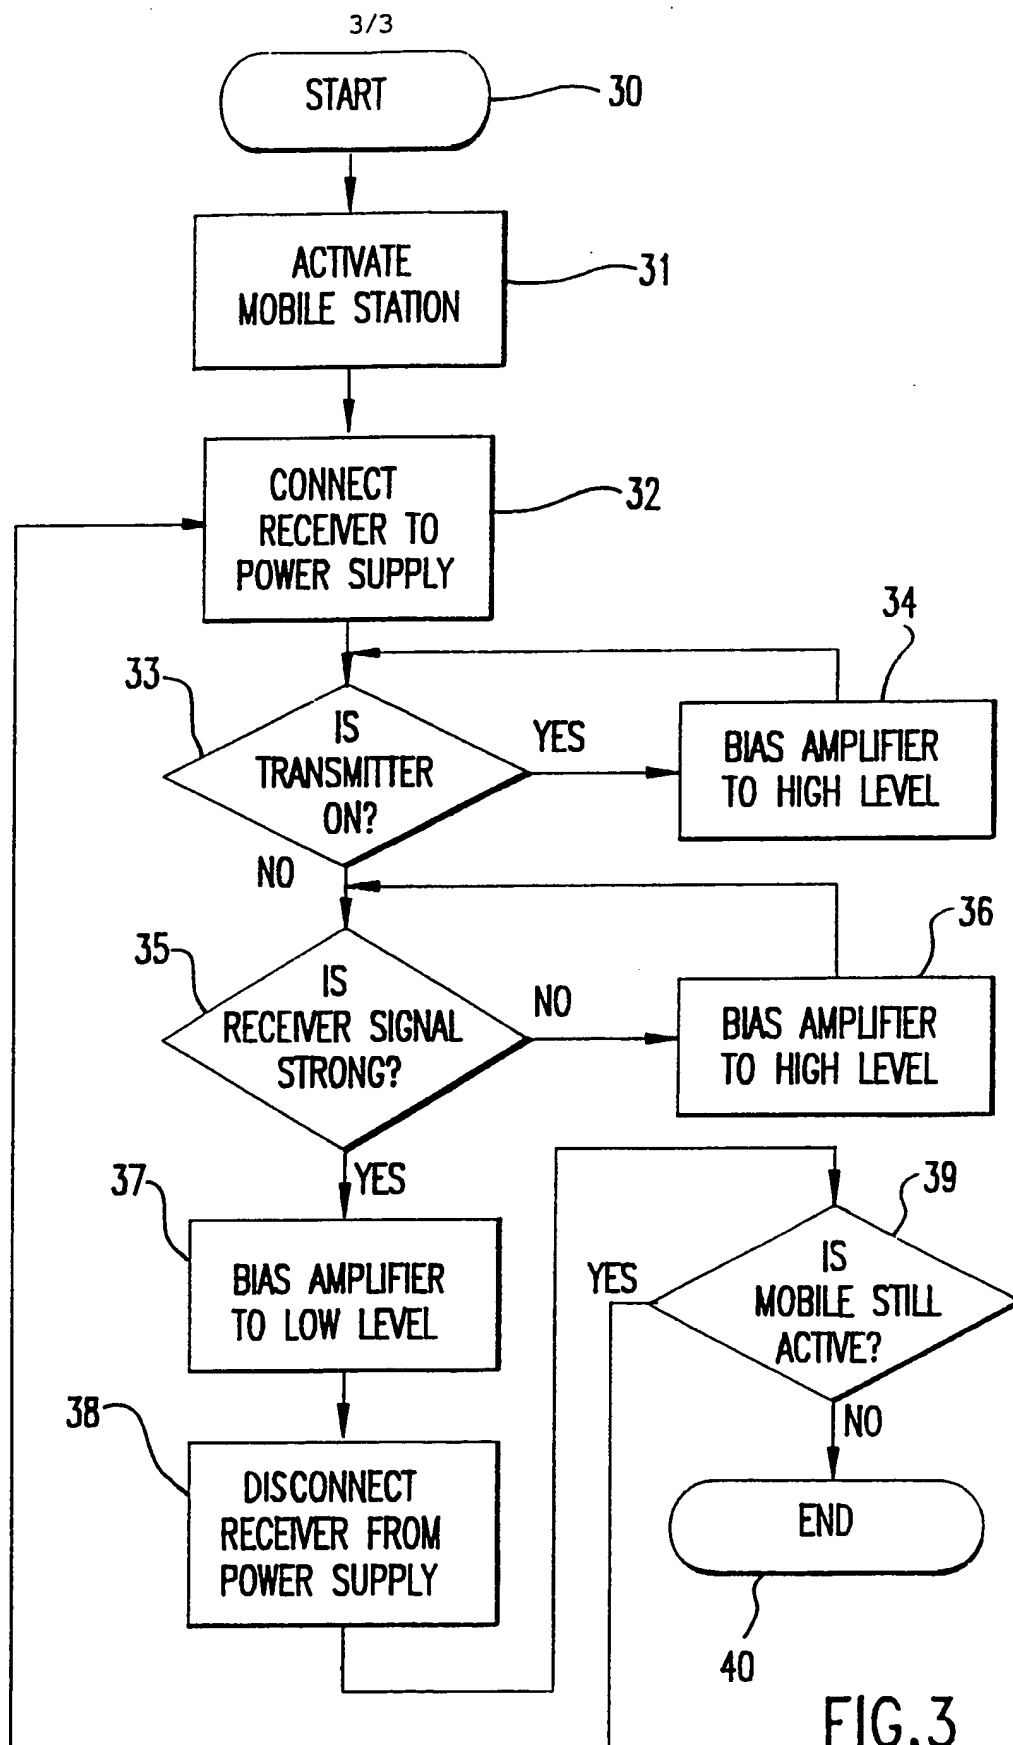 3/3
START
30
ACTIVATE
MOBILE STATION
31
CONNECT
RECEIVER TO
POWER SUPPLY
32
33
IS
TRANSMITTER
ON?
YES
34
BIAS AMPLIFIER
TO HIGH LEVEL
NO
35
IS
RECEIVER SIGNAL
STRONG?
NO
36
BIAS AMPLIFIER
TO HIGH LEVEL
YES
37
BIAS AMPLIFIER
TO LOW LEVEL
38
DISCONNECT
RECEIVER FROM
POWER SUPPLY
39
IS
MOBILE STILL
ACTIVE?
YES
NO
END
40
FIG.3